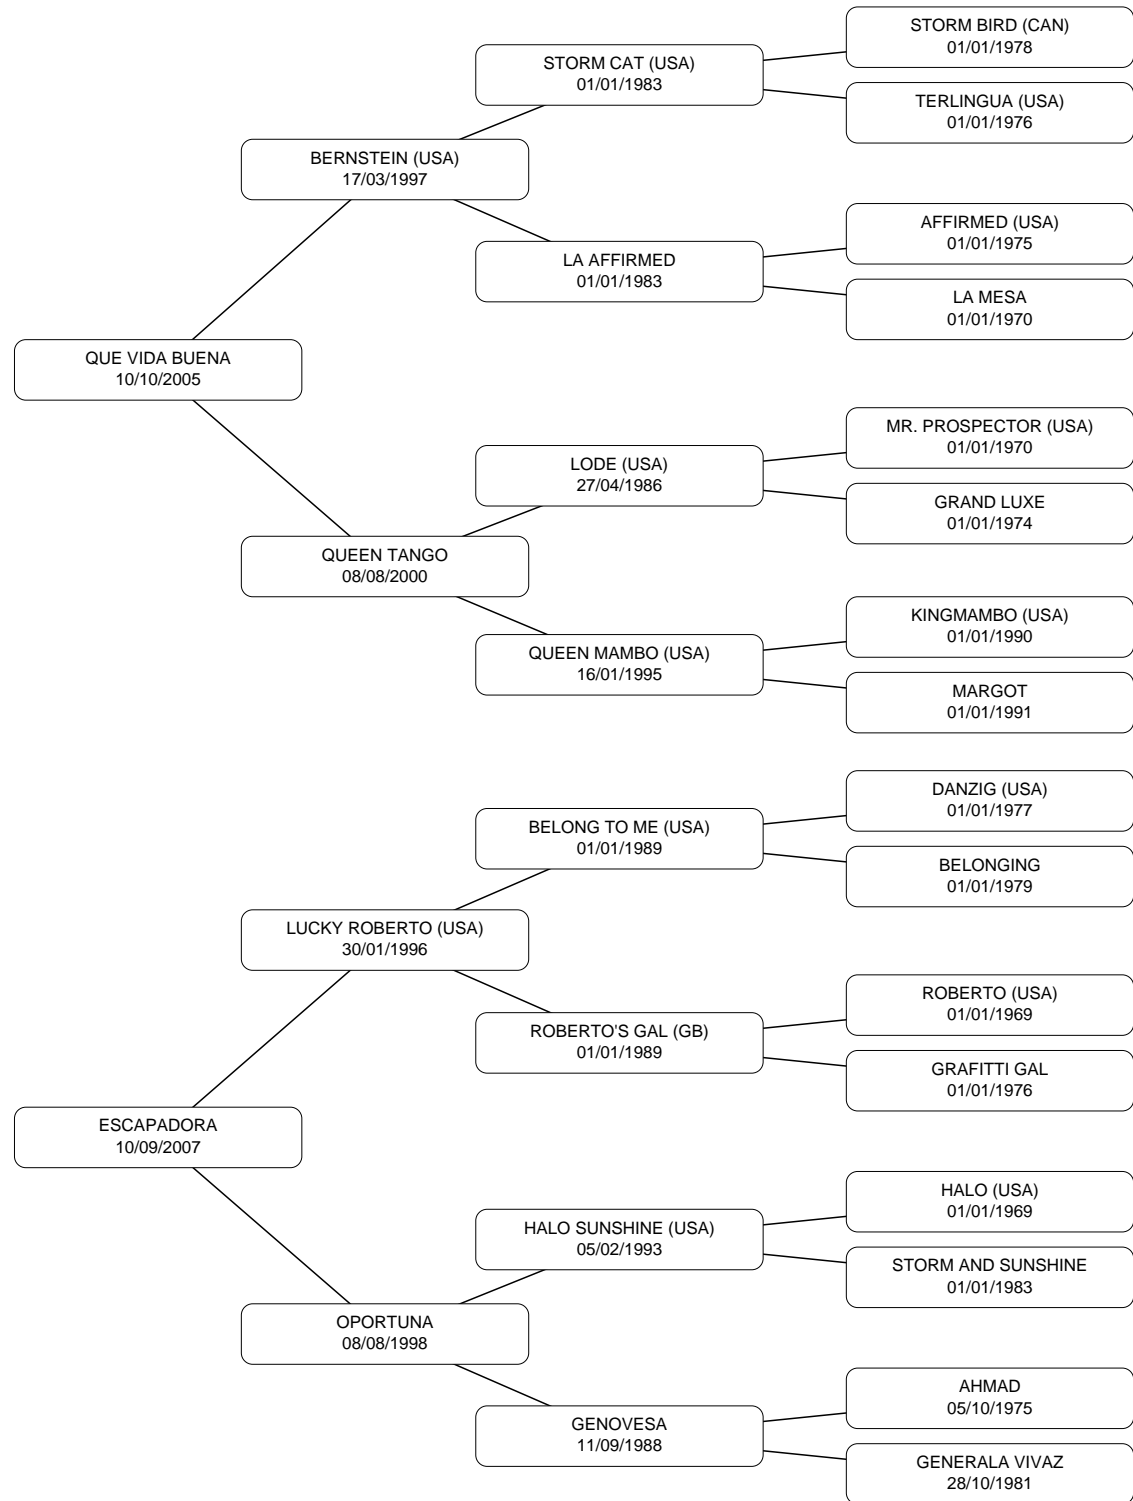 STORM BIRD (CAN)
01/01/1978
STORM CAT (USA)
01/01/1983
TERLINGUA (USA)
01/01/1976
BERNSTEIN (USA)
17/03/1997
AFFIRMED (USA)
01/01/1975
LA AFFIRMED
01/01/1983
LA MESA
01/01/1970
QUE VIDA BUENA
10/10/2005
MR. PROSPECTOR (USA)
01/01/1970
LODE (USA)
27/04/1986
GRAND LUXE
01/01/1974
QUEEN TANGO
08/08/2000
KINGMAMBO (USA)
01/01/1990
QUEEN MAMBO (USA)
16/01/1995
MARGOT
01/01/1991
DANZIG (USA)
01/01/1977
BELONG TO ME (USA)
01/01/1989
BELONGING
01/01/1979
LUCKY ROBERTO (USA)
30/01/1996
ROBERTO (USA)
01/01/1969
ROBERTO'S GAL (GB)
01/01/1989
GRAFITTI GAL
01/01/1976
ESCAPADORA
10/09/2007
HALO (USA)
01/01/1969
HALO SUNSHINE (USA)
05/02/1993
STORM AND SUNSHINE
01/01/1983
OPORTUNA
08/08/1998
AHMAD
05/10/1975
GENOVESA
11/09/1988
GENERALA VIVAZ
28/10/1981